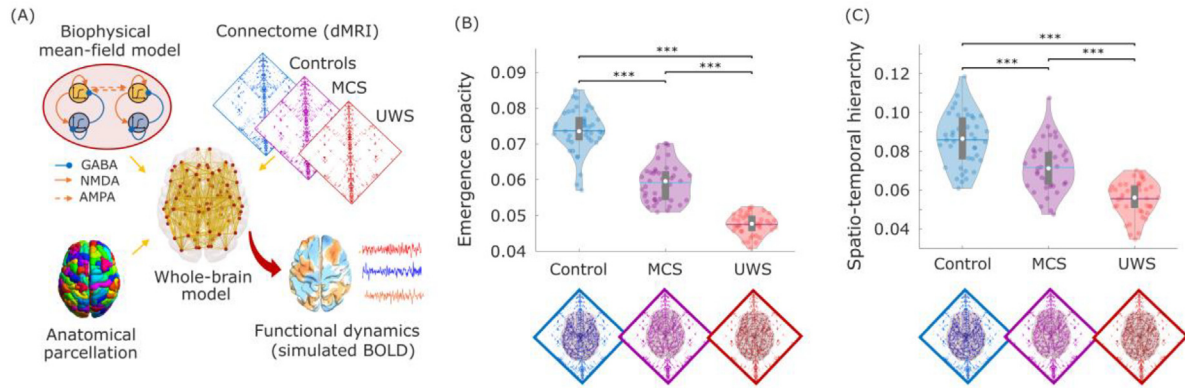 (A)
Biophysical
mean-field model
Connectome (dMRI)
Controls
MCS
UWS
GABA
NMDA
AMPA
Whole-brain
model
Anatomical
parcellation
Functional dynamics
(simulated BOLD)
(B)
Emergence capacity
0.09
0.08
0.07
0.06
0.05
0.04
***
***
***
Control
MCS
UWS
(C)
Spatio-temporal hierarchy
0.12
0.10
0.08
0.06
0.04
***
***
***
Control
MCS
UWS